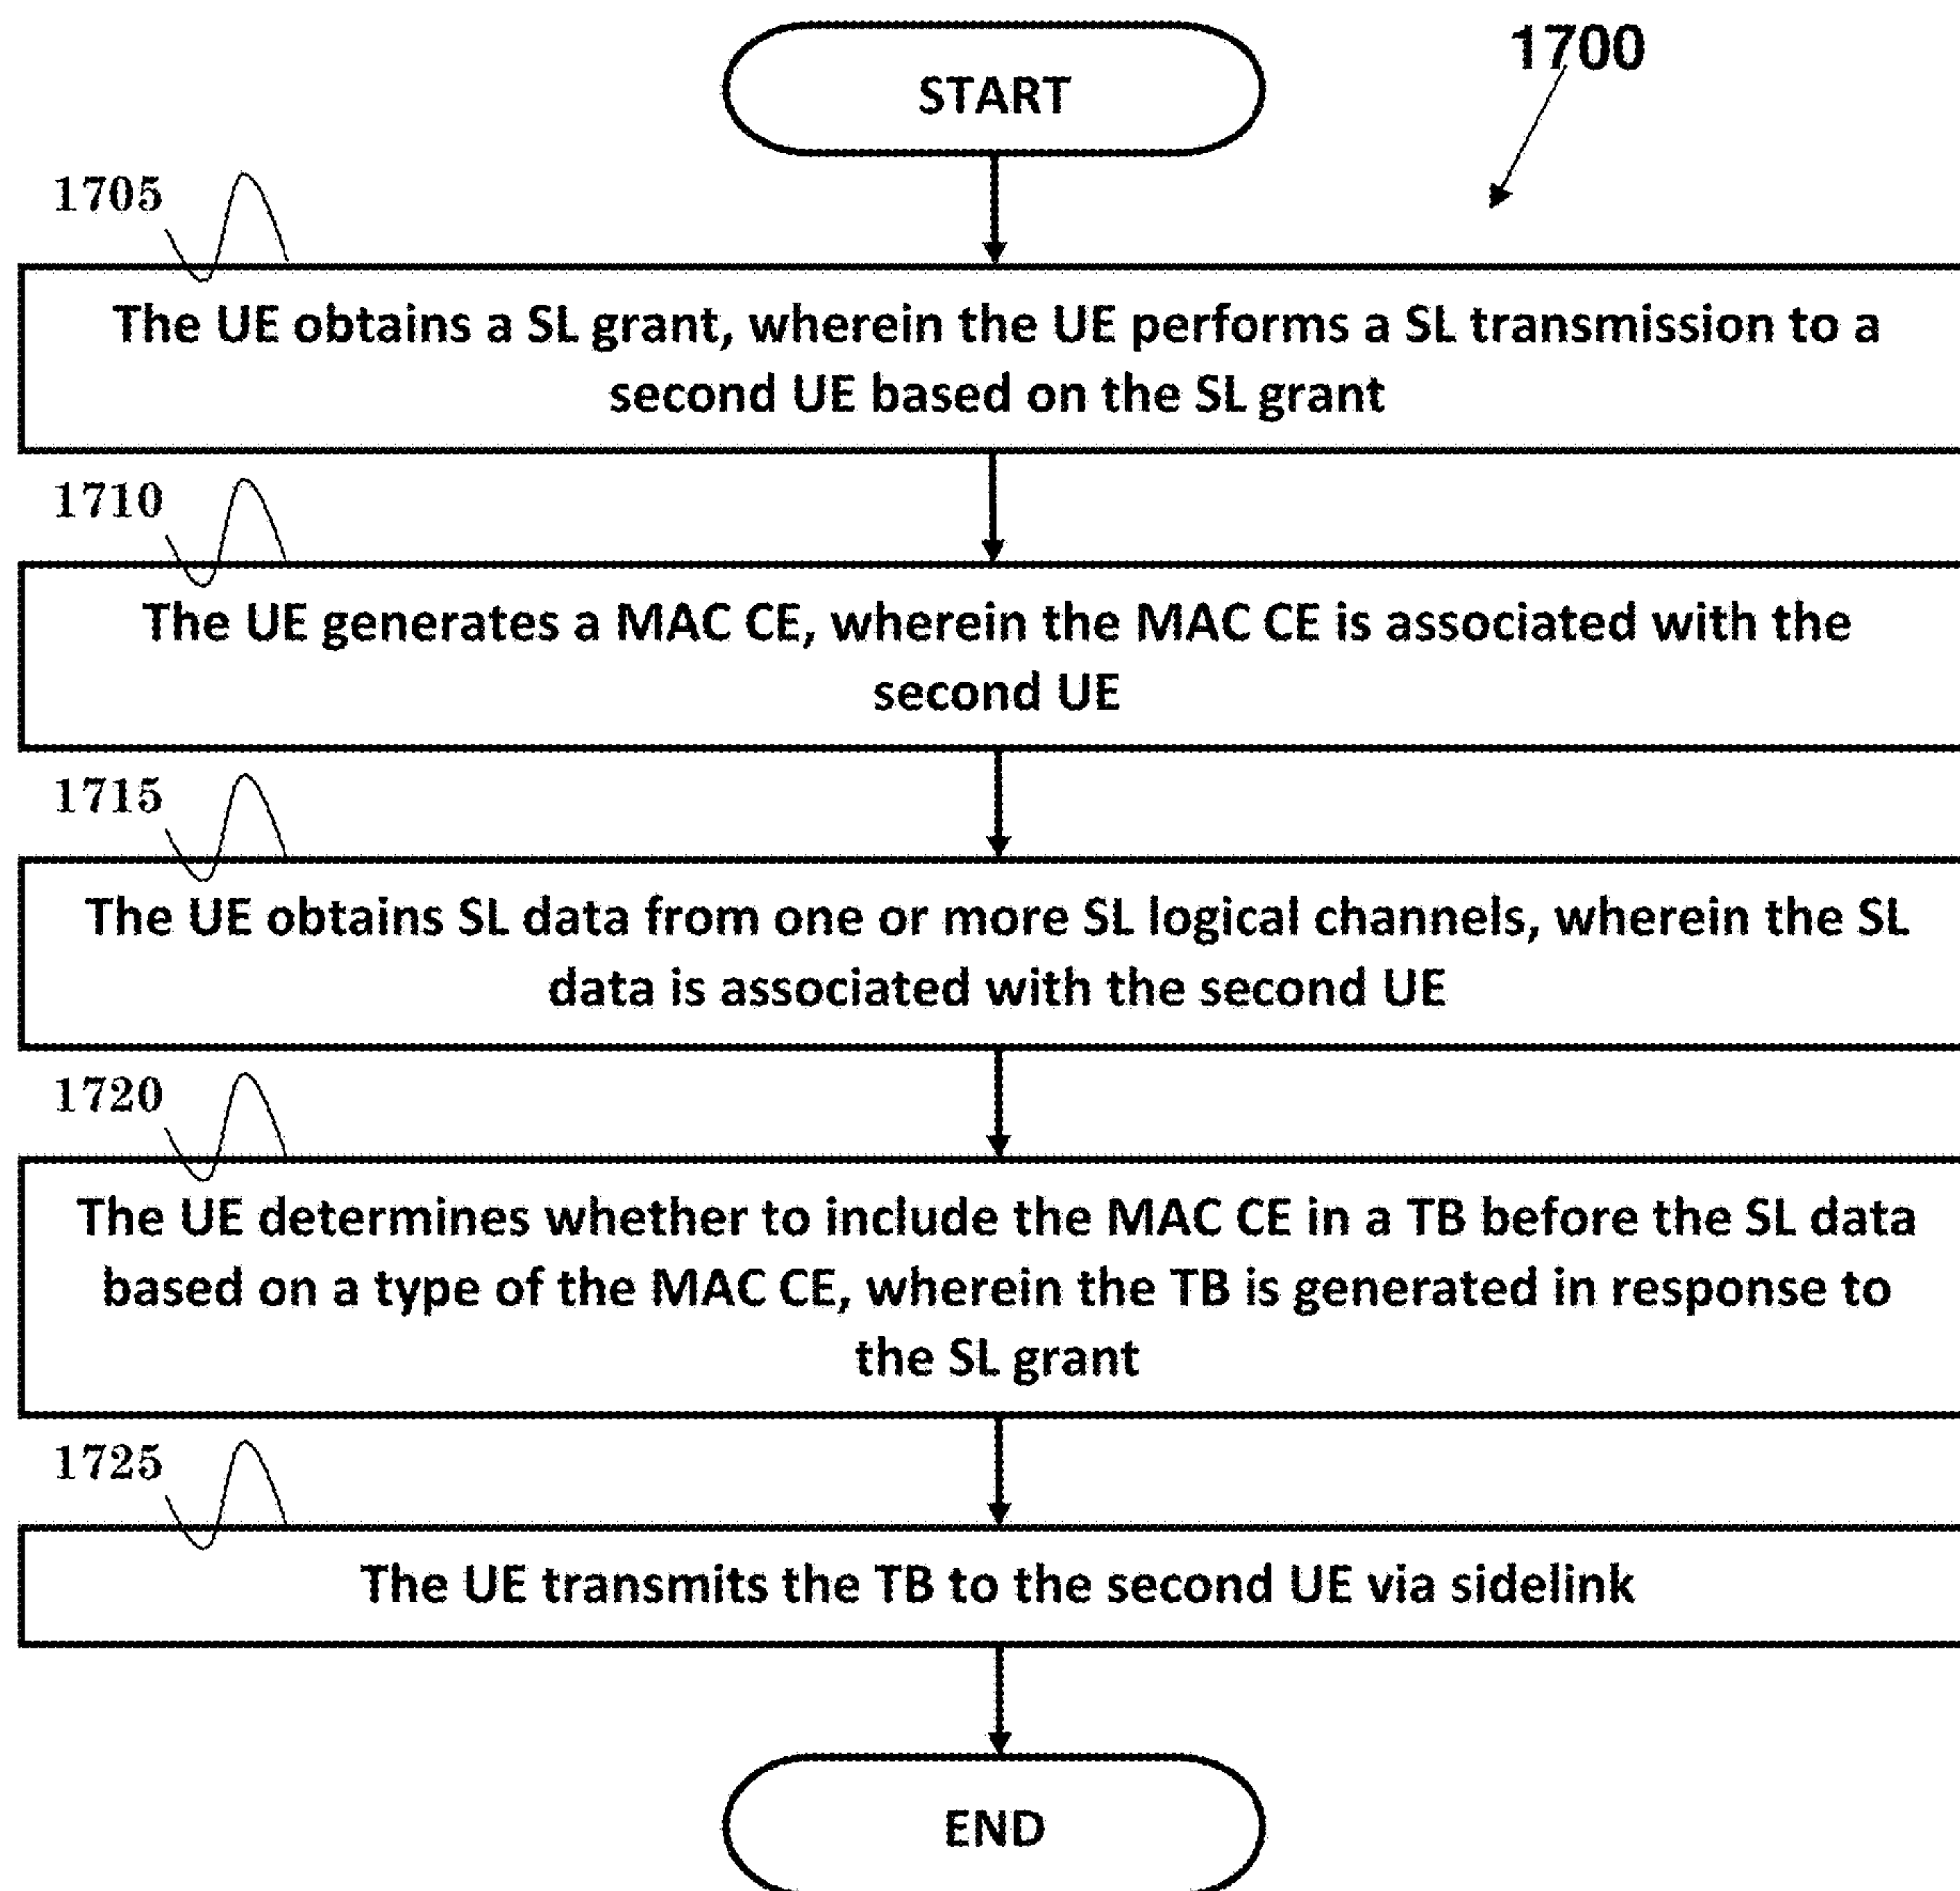 1700
START
1705
The UE obtains a SL grant, wherein the UE performs a SL transmission to a
second UE based on the SL grant
1710
The UE generates a MAC CE, wherein the MAC CE is associated with the
second UE
1715
The UE obtains SL data from one or more SL logical channels, wherein the SL
data is associated with the second UE
1720
The UE determines whether to include the MAC CE in a TB before the SL data
based on a type of the MAC CE, wherein the TB is generated in response to
the SL grant
1725
The UE transmits the TB to the second UE via sidelink
END